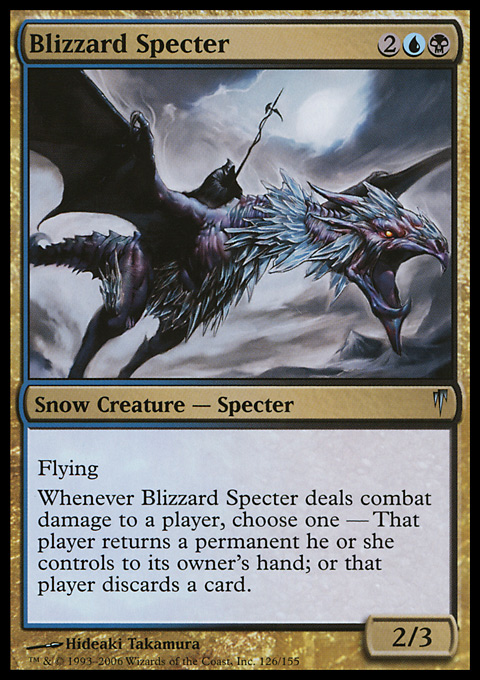 Blizzard Specter 2
Snow Creature — Specter
Flying
Whenever Blizzard Specter deals combat
damage to a player, choose one — That
player returns a permanent he or she
controls to its owner's hand; or that
player discards a card.
2/3
Hideaki Takamura
™ & © 1993–2006 Wizards of the Coast, Inc. 126/155